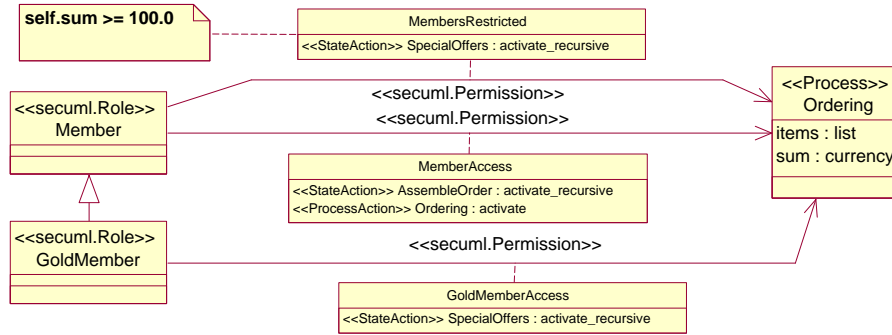 self.sum >= 100.0
MembersRestricted
<<StateAction>> SpecialOffers : activate_recursive
<<secuml.Permission>>
<<secuml.Role>>
Member
<<secuml.Permission>>
<<Process>>
Ordering
items : list
sum : currency
MemberAccess
<<StateAction>> AssembleOrder : activate_recursive
<<ProcessAction>> Ordering : activate
<<secuml.Role>>
GoldMember
<<secuml.Permission>>
GoldMemberAccess
<<StateAction>> SpecialOffers : activate_recursive